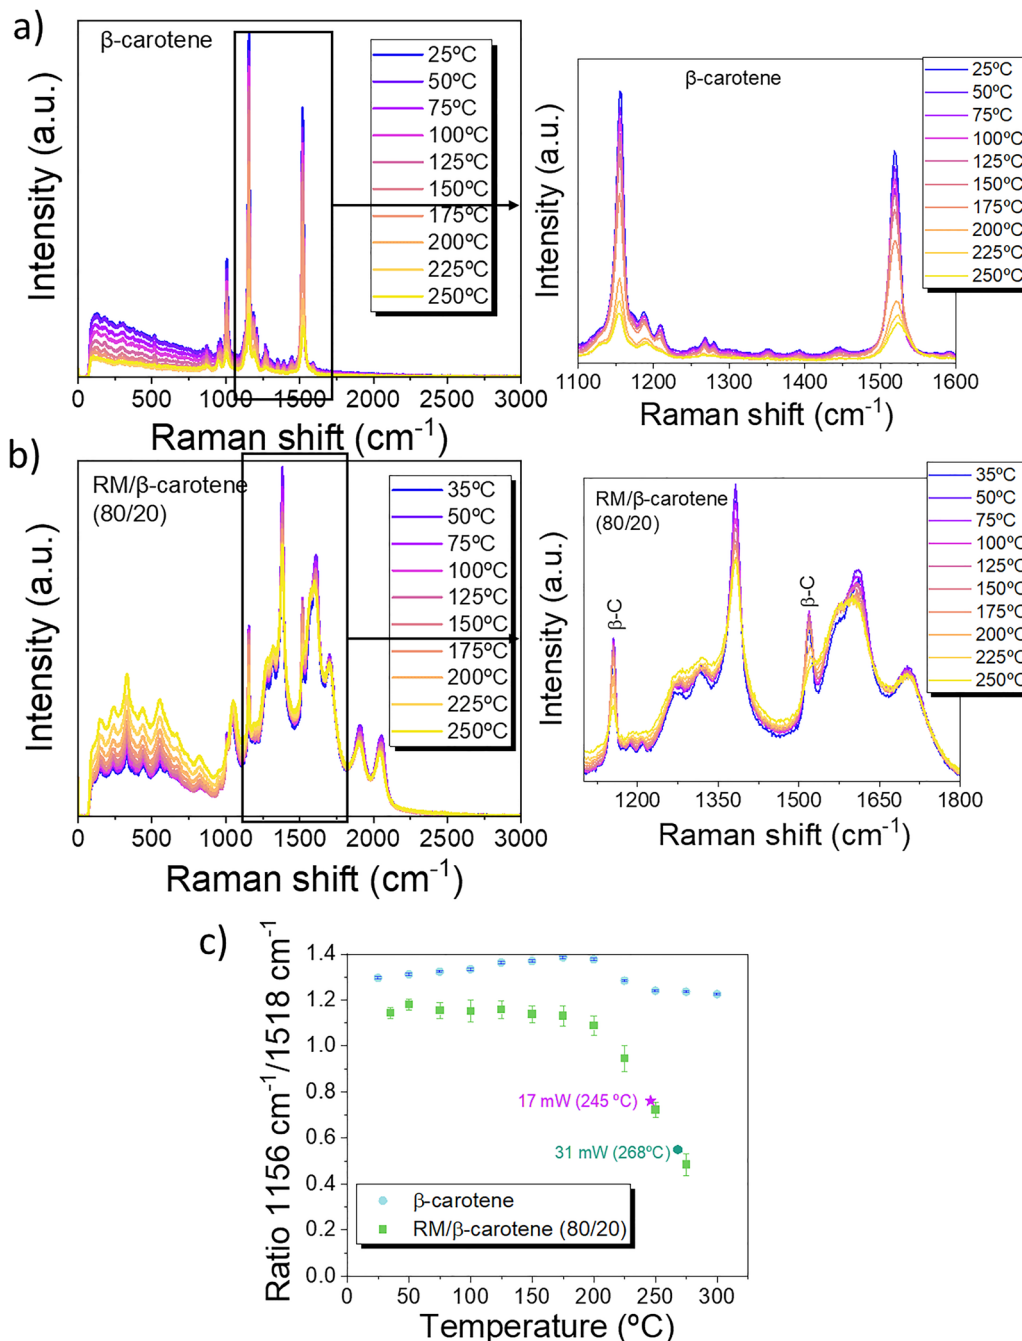 a)
β-carotene
25ºC
50ºC
75ºC
100ºC
125ºC
150ºC
175ºC
200ºC
225ºC
250ºC
Intensity (a.u.)
0 500 1000 1500 2000 2500 3000
Raman shift (cm-1)
β-carotene
25ºC
50ºC
75ºC
100ºC
125ºC
150ºC
175ºC
200ºC
225ºC
250ºC
Intensity (a.u.)
1100 1200 1300 1400 1500 1600
Raman shift (cm-1)
b)
RM/β-carotene
(80/20)
35ºC
50ºC
75ºC
100ºC
125ºC
150ºC
175ºC
200ºC
225ºC
250ºC
Intensity (a.u.)
0 500 1000 1500 2000 2500 3000
Raman shift (cm-1)
RM/β-carotene
(80/20)
β-C
β-C
35ºC
50ºC
75ºC
100ºC
125ºC
150ºC
175ºC
200ºC
225ºC
250ºC
Intensity (a.u.)
1200 1350 1500 1650 1800
Raman shift (cm-1)
c)
Ratio 1156 cm-1/1518 cm-1
1.4
1.2
1.0
0.8
0.6
0.4
0.2
0.0
17 mW (245 ºC)
31 mW (268ºC)
β-carotene
RM/β-carotene (80/20)
0 50 100 150 200 250 300
Temperature (ºC)